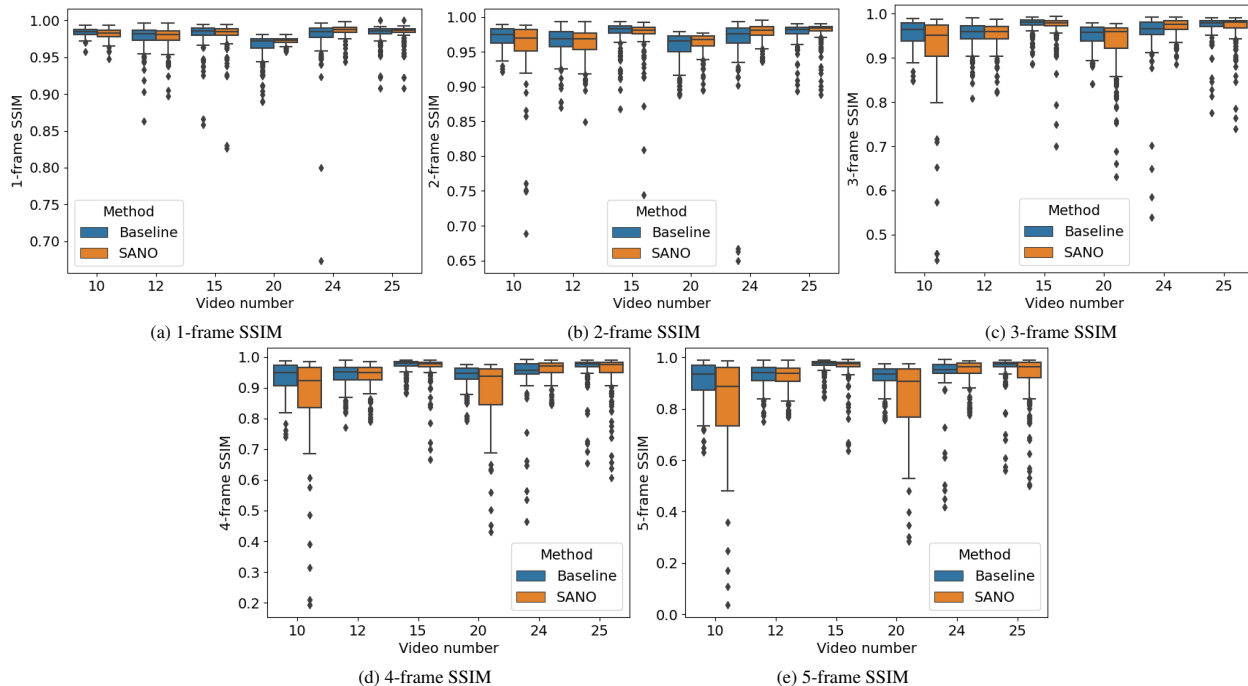 1.00
0.95
0.90
0.85
0.80
0.75
0.70
1-frame SSIM
Method
Baseline
SANO
10 12 15 20 24 25
Video number
(a) 1-frame SSIM
1.00
0.95
0.90
0.85
0.80
0.75
0.70
0.65
2-frame SSIM
Method
Baseline
SANO
10 12 15 20 24 25
Video number
(b) 2-frame SSIM
1.0
0.9
0.8
0.7
0.6
0.5
3-frame SSIM
Method
Baseline
SANO
10 12 15 20 24 25
Video number
(c) 3-frame SSIM
1.0
0.9
0.8
0.7
0.6
0.5
0.4
0.3
0.2
4-frame SSIM
Method
Baseline
SANO
10 12 15 20 24 25
Video number
(d) 4-frame SSIM
1.0
0.8
0.6
0.4
0.2
0.0
5-frame SSIM
Method
Baseline
SANO
10 12 15 20 24 25
Video number
(e) 5-frame SSIM